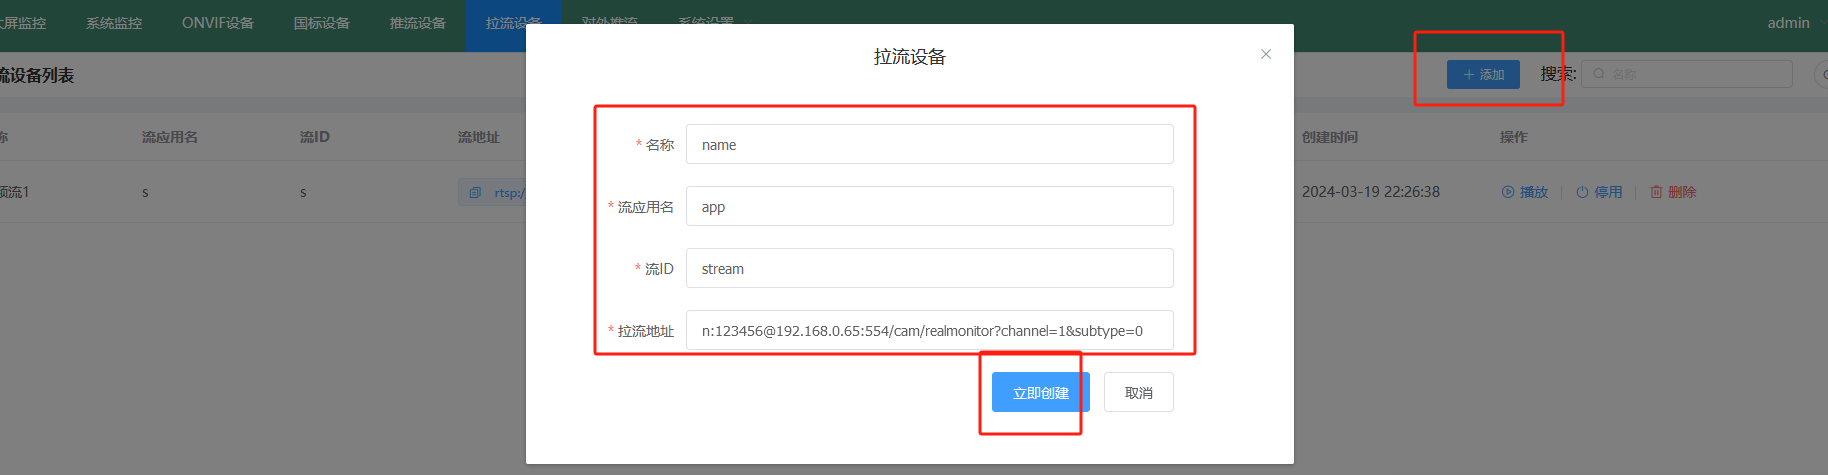 屏监控 系统监控 ONVIF设备 国标设备 推流设备 拉流设备 对外推流 系统设置 admin
拉流设备
流设备列表 + 添加 搜索: 名称
称 流应用名 流ID 流地址 创建时间 操作
* 名称 name
频流1 s s rtsp:/ 2024-03-19 22:26:38 播放 停用 删除
* 流应用名 app
* 流ID stream
* 拉流地址 n:123456@192.168.0.65:554/cam/realmonitor?channel=1&subtype=0
立即创建 取消